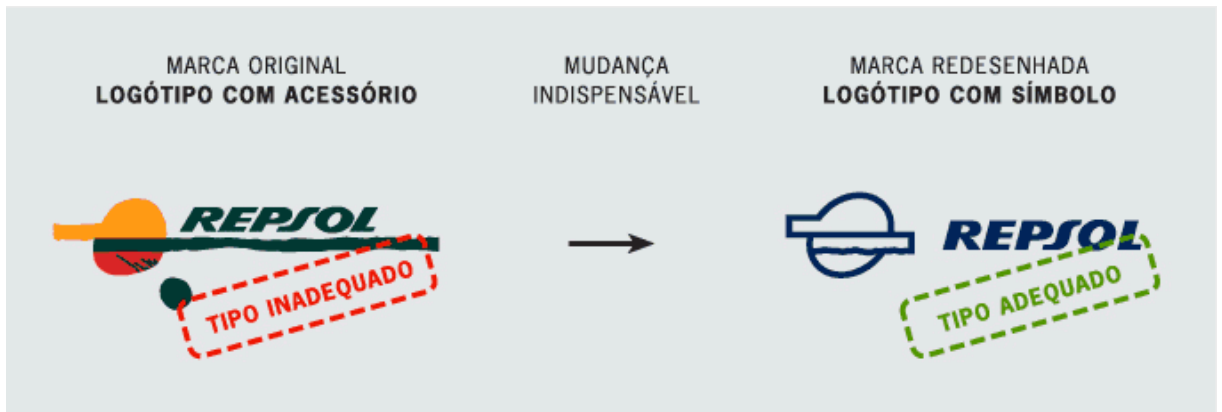 MARCA ORIGINAL
LOGÓTIPO COM ACESSÓRIO
MUDANÇA
INDISPENSÁVEL
MARCA REDESENHADA
LOGÓTIPO COM SÍMBOLO
REPSOL
TIPO INADEQUADO
REPSOL
TIPO ADEQUADO